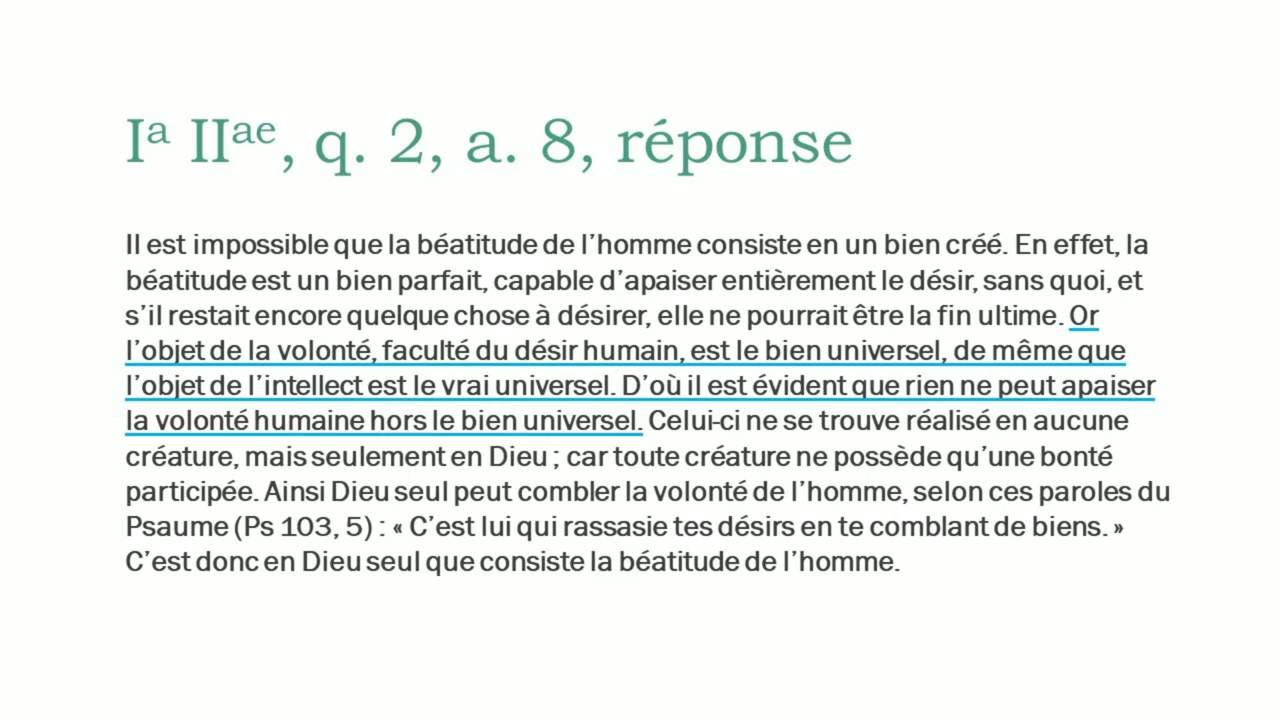 Iª IIªᵉ, q. 2, a. 8, réponse
Il est impossible que la béatitude de l’homme consiste en un bien créé. En effet, la
béatitude est un bien parfait, capable d’apaiser entièrement le désir, sans quoi, et
s’il restait encore quelque chose à désirer, elle ne pourrait être la fin ultime. Or
l’objet de la volonté, faculté du désir humain, est le bien universel, de même que
l’objet de l’intellect est le vrai universel. D’où il est évident que rien ne peut apaiser
la volonté humaine hors le bien universel. Celui-ci ne se trouve réalisé en aucune
créature, mais seulement en Dieu ; car toute créature ne possède qu’une bonté
participée. Ainsi Dieu seul peut combler la volonté de l’homme, selon ces paroles du
Psaume (Ps 103, 5) : « C’est lui qui rassasie tes désirs en te comblant de biens. »
C’est donc en Dieu seul que consiste la béatitude de l’homme.